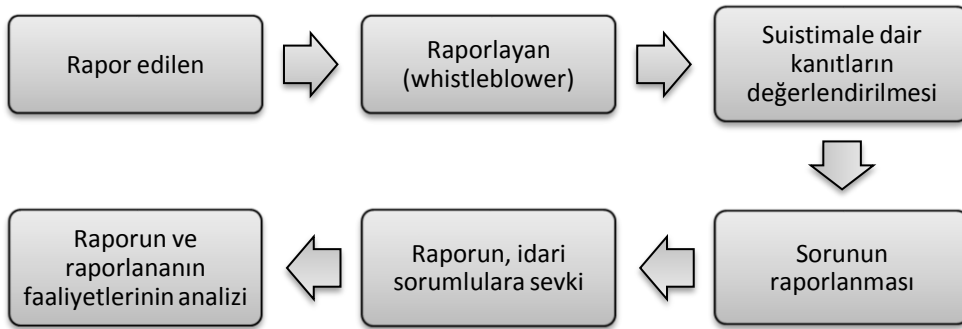 Rapor edilen
Raporlayan
(whistleblower)
Suistimale dair
kanıtların
değerlendirilmesi
Sorunun
raporlanması
Raporun, idari
sorumlulara sevki
Raporun ve
raporlananın
faaliyetlerinin analizi